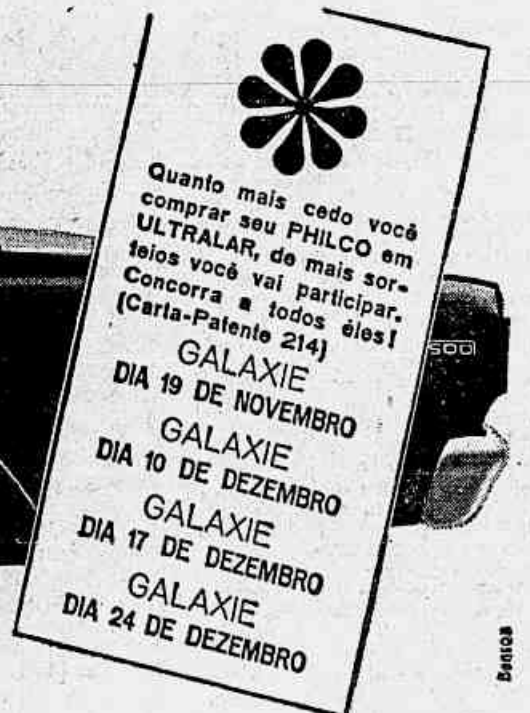 Quanto mais cedo você
comprar seu PHILCO em
ULTRALAR, de mais sor-
teios você vai participar.
Concorra a todos êles!
(Carta-Patente 214)
GALAXIE
DIA 19 DE NOVEMBRO
GALAXIE
DIA 10 DE DEZEMBRO
GALAXIE
DIA 17 DE DEZEMBRO
GALAXIE
DIA 24 DE DEZEMBRO
500